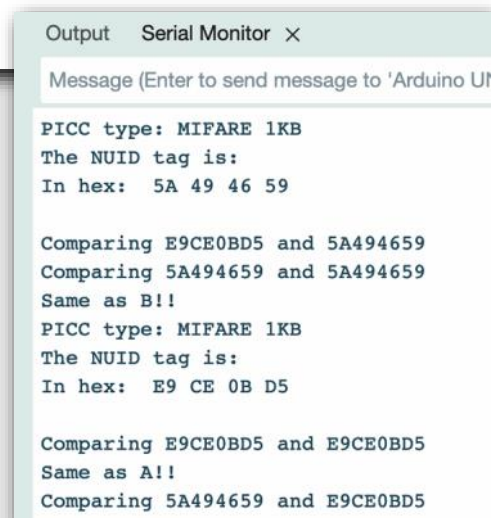 Output Serial Monitor ×
Message (Enter to send message to 'Arduino UN
PICC type: MIFARE 1KB
The NUID tag is:
In hex: 5A 49 46 59
Comparing E9CE0BD5 and 5A494659
Comparing 5A494659 and 5A494659
Same as B!!
PICC type: MIFARE 1KB
The NUID tag is:
In hex: E9 CE 0B D5
Comparing E9CE0BD5 and E9CE0BD5
Same as A!!
Comparing 5A494659 and E9CE0BD5